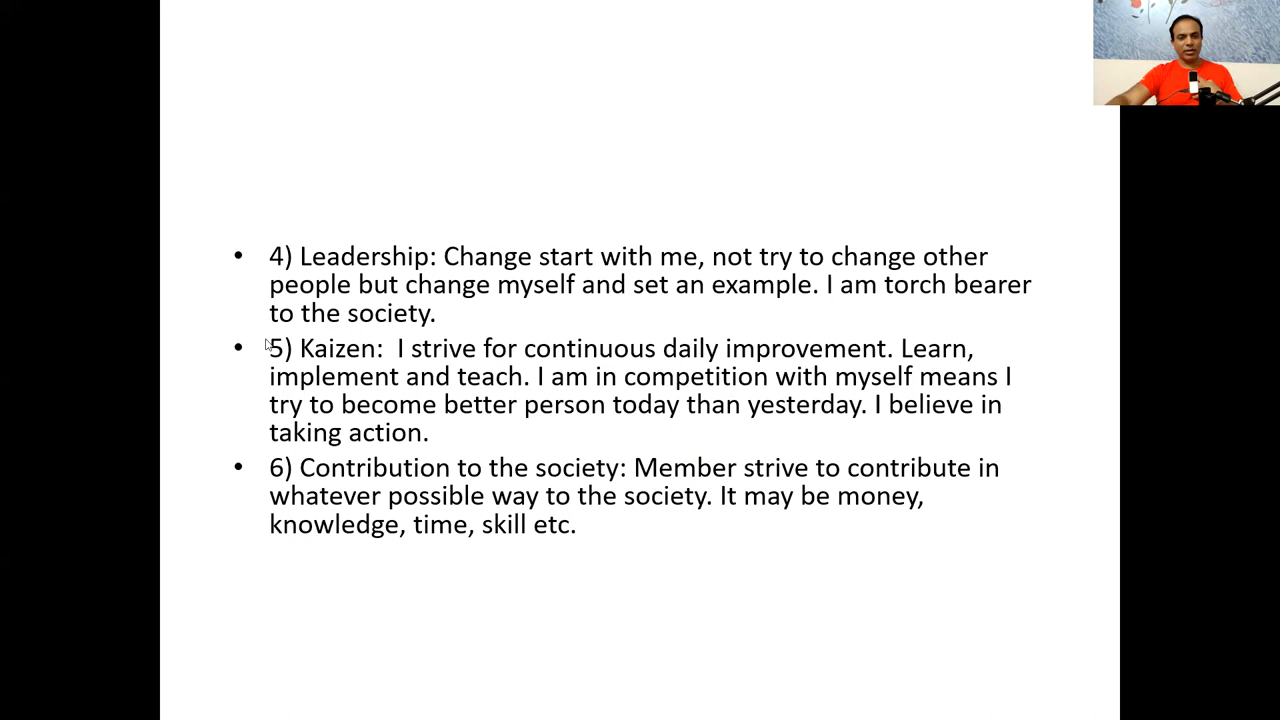 • 4) Leadership: Change start with me, not try to change other
people but change myself and set an example. I am torch bearer
to the society.
• 5) Kaizen:  I strive for continuous daily improvement. Learn,
implement and teach. I am in competition with myself means I
try to become better person today than yesterday. I believe in
taking action.
• 6) Contribution to the society: Member strive to contribute in
whatever possible way to the society. It may be money,
knowledge, time, skill etc.